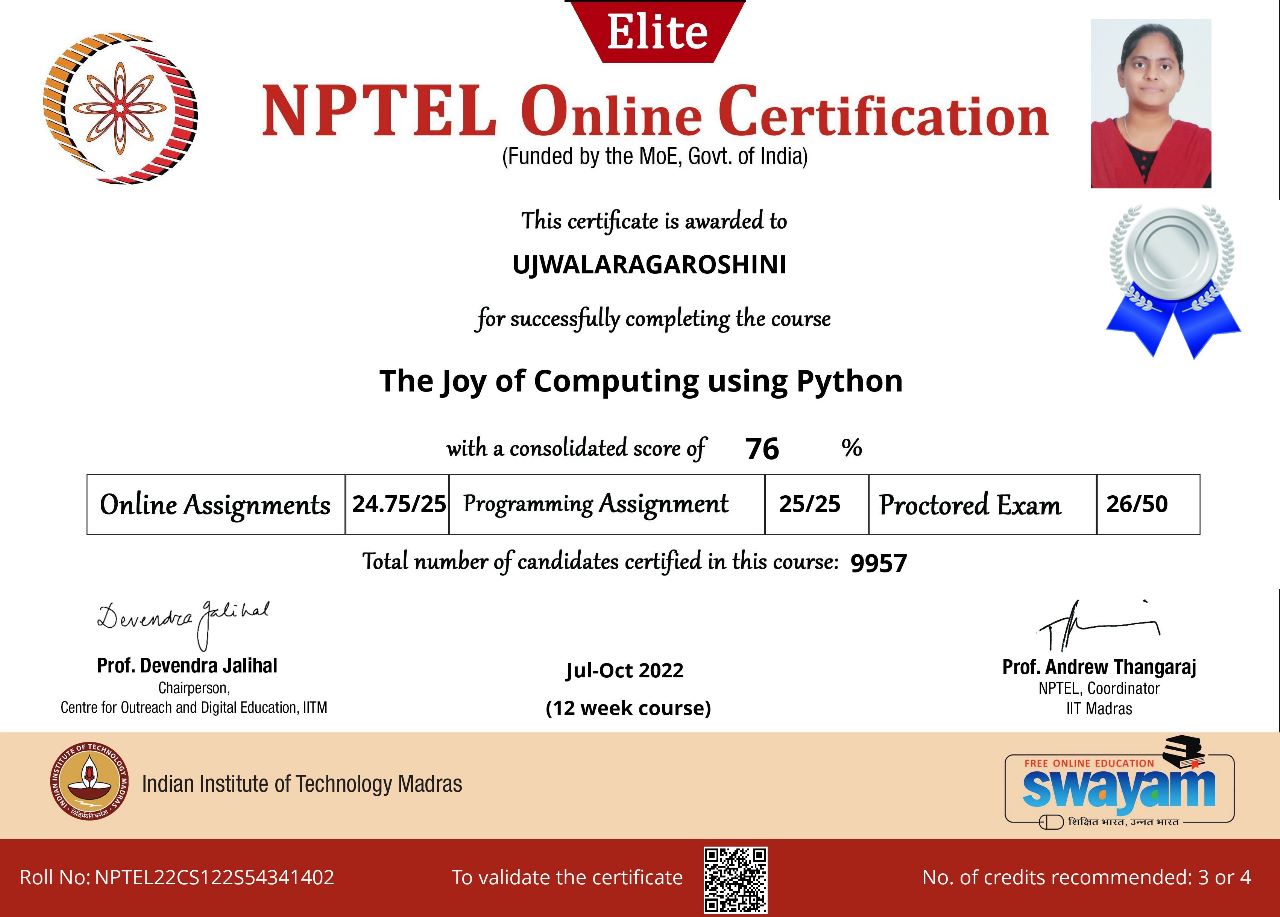 Elite
NPTEL Online Certification
(Funded by the MoE, Govt. of India)
This certificate is awarded to
UJWALARAGAROSHINI
for successfully completing the course
The Joy of Computing using Python
with a consolidated score of 76 %
Online Assignments 24.75/25 Programming Assignment 25/25 Proctored Exam 26/50
Total number of candidates certified in this course: 9957
Devendra Jalihal
Prof. Devendra Jalihal
Chairperson,
Centre for Outreach and Digital Education, IITM
Jul-Oct 2022
(12 week course)
Prof. Andrew Thangaraj
NPTEL, Coordinator
IIT Madras
INDIAN INSTITUTE OF TECHNOLOGY MADRAS
Indian Institute of Technology Madras
FREE ONLINE EDUCATION
swayam
शिक्षित भारत, उन्नत भारत
Roll No: NPTEL22CS122S54341402
To validate the certificate
No. of credits recommended: 3 or 4